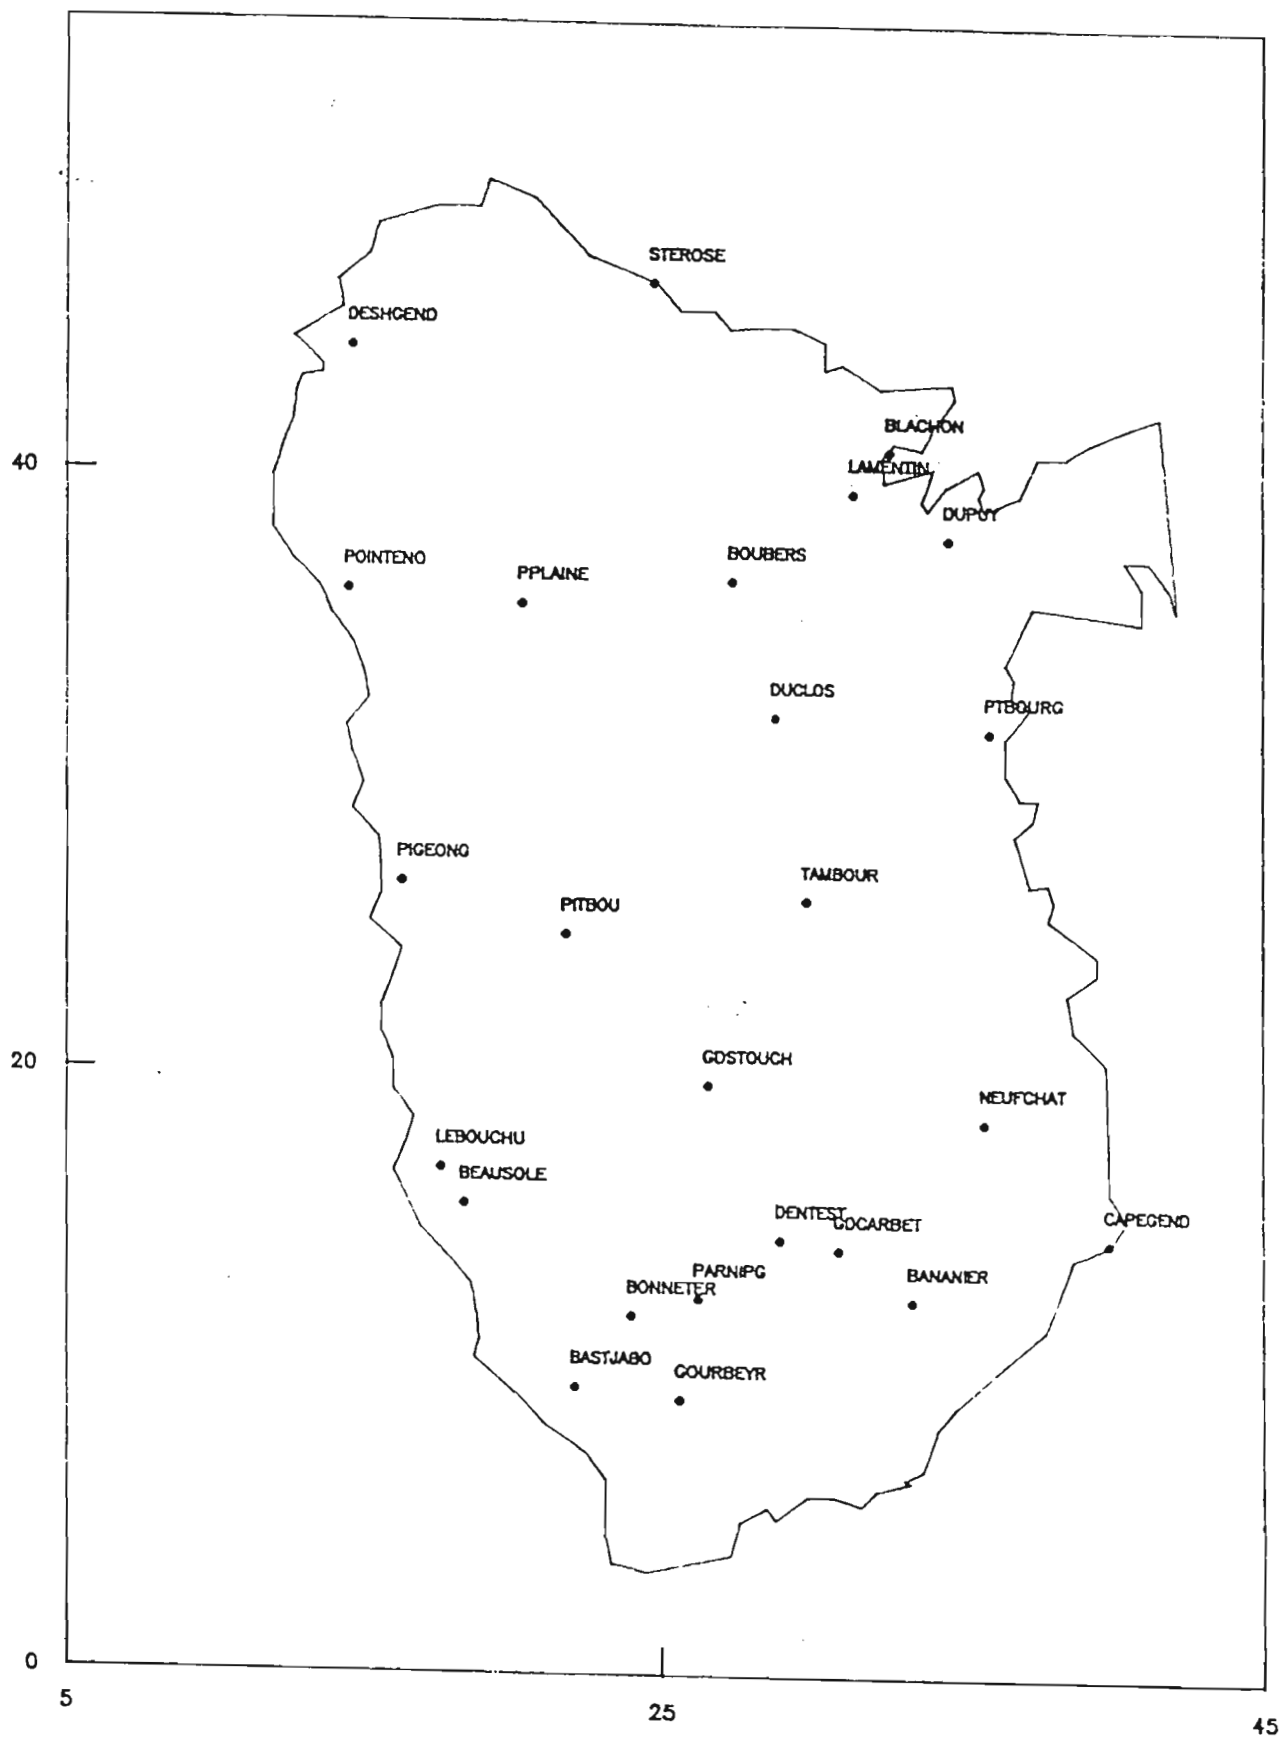 STEROSE
DESHGEND
BLACHON
40
LAMENTIN
DUPUY
BOUBERS
POINTENO
PPLAINE
DUCLOS
PTBOURG
PIGEONG
TAMBOUR
PITBOU
20
GDSTOUCH
NEUFCHAT
LEBOUCHU
BEAUSOLE
DENTEST
GDCARBET
CAPEGEND
PARNIPG
BANANIER
BONNETER
BASTJABO
GOURBEYR
0
5
25
45